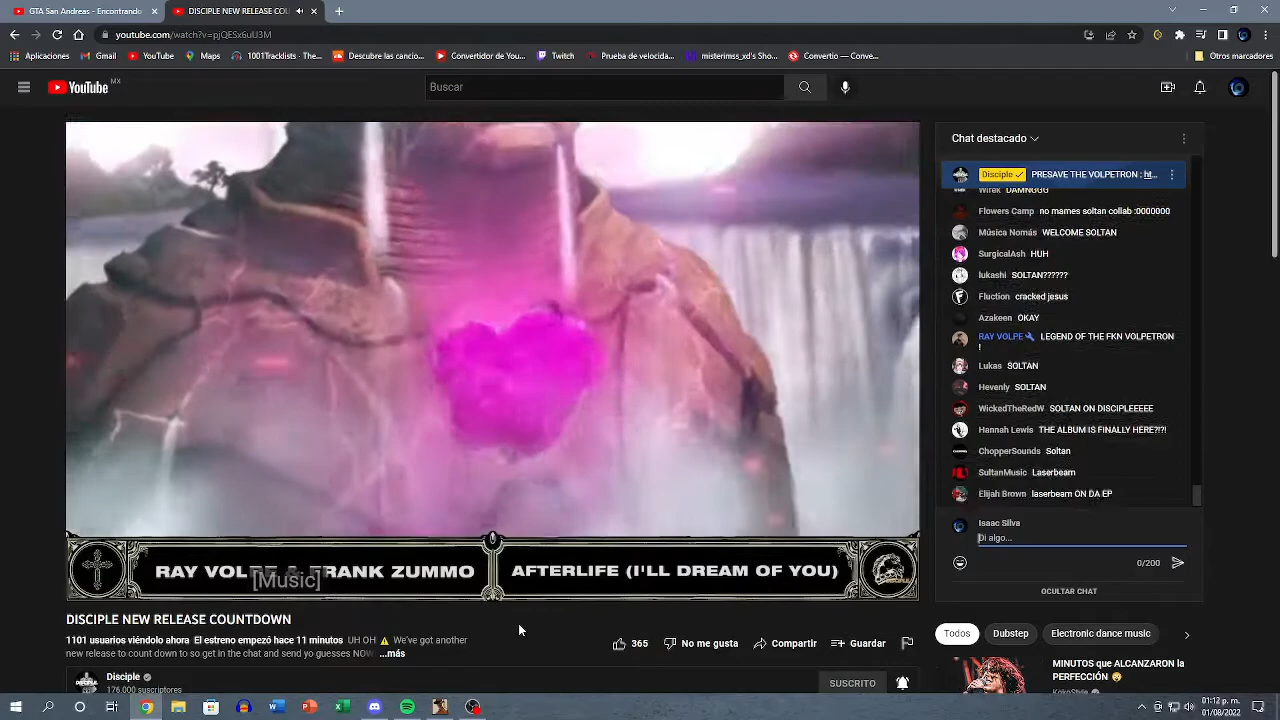 GTA San Andreas - Encontrando
DISCIPLE NEW RELEASE COU
youtube.com/watch?v=pjQESx6uU3M
Aplicaciones
Gmail
YouTube
Maps
1001Tracklists - The...
Descubre las cancio...
Convertidor de You...
Twitch
Prueba de velocida...
misterimss_xd's Sho...
Convertio — Conve...
Otros marcadores
YouTube MX
Buscar
Chat destacado
Disciple PRESAVE THE VOLPETRON : ht...
Wirek DAMNGGG
Flowers Camp no mames soltan collab :0000000
Música Nomás WELCOME SOLTAN
SurgicalAsh HUH
lukashi SOLTAN??????
Fluction cracked jesus
Azakeen OKAY
RAY VOLPE LEGEND OF THE FKN VOLPETRON
!
Lukas SOLTAN
Hevenly SOLTAN
WickedTheRedW SOLTAN ON DISCIPLEEEEE
Hannah Lewis THE ALBUM IS FINALLY HERE?!?!
ChopperSounds Soltan
SultanMusic Laserbeam
Elijah Brown laserbeam ON DA EP
Isaac Silva
Di algo...
0/200
OCULTAR CHAT
RAY VOLPE & FRANK ZUMMO
[Music]
AFTERLIFE (I'LL DREAM OF YOU)
DISCIPLE
DISCIPLE NEW RELEASE COUNTDOWN
1101 usuarios viéndolo ahora El estreno empezó hace 11 minutos UH OH ⚠️ We've got another
new release to count down to so get in the chat and send yo guesses NOW
...más
365
No me gusta
Compartir
Guardar
Todos
Dubstep
Electronic dance music
Disciple
176.000 suscriptores
SUSCRITO
MINUTOS que ALCANZARON la
PERFECCIÓN 😧
KokoStyle
01:12 p. m.
01/08/2022